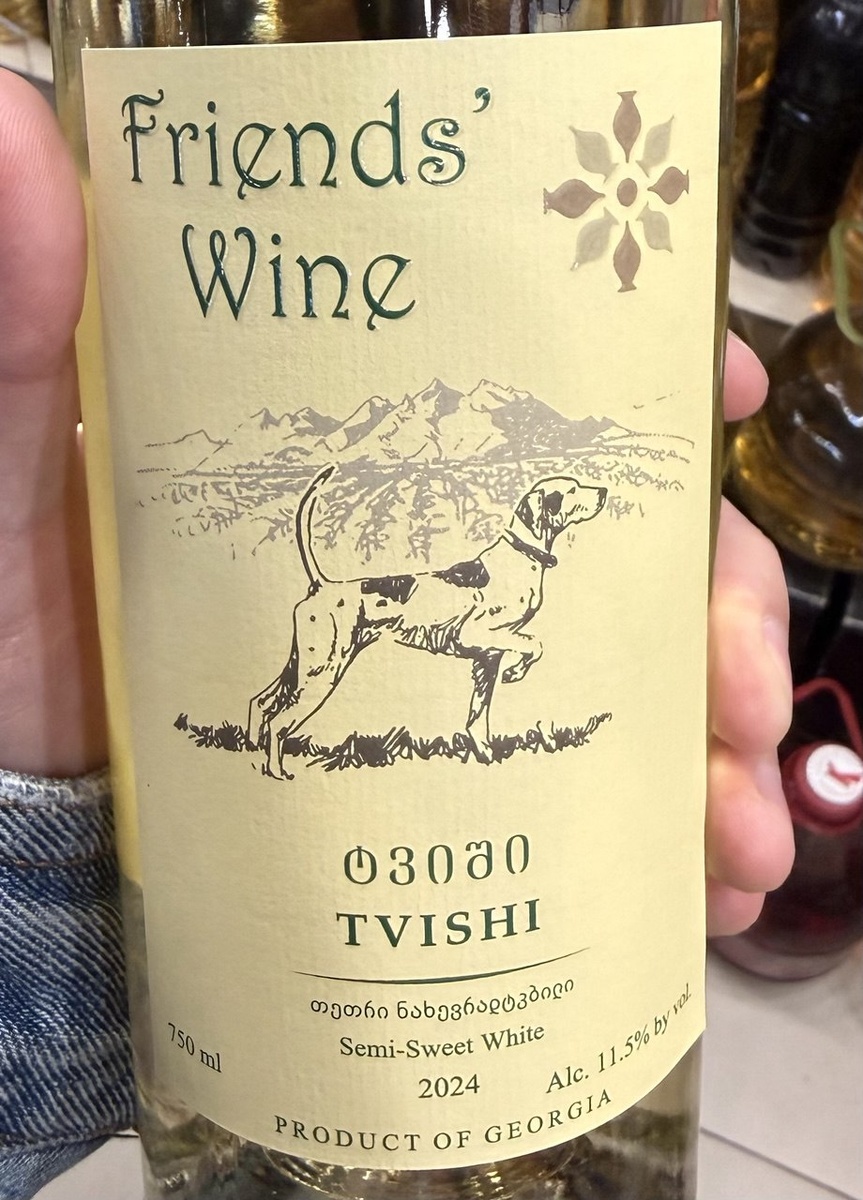 Friends'
Wine
ტვიში
TVISHI
თეთრი ნახევრადტკბილი
Semi-Sweet White
750 ml
2024
Alc. 11.5% by vol.
PRODUCT OF GEORGIA